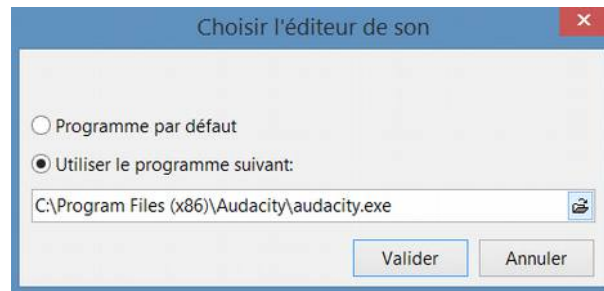 Choisir l'éditeur de son
Programme par défaut
Utiliser le programme suivant:
C:\Program Files (x86)\Audacity\audacity.exe
Valider Annuler